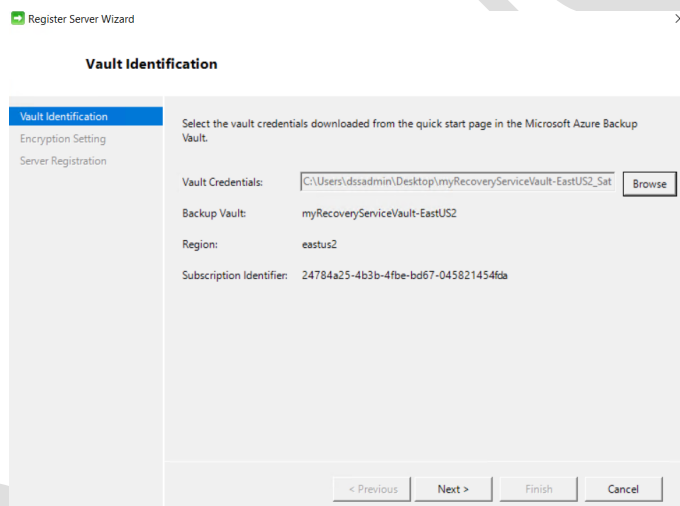 Register Server Wizard
Vault Identification
Vault Identification
Encryption Setting
Server Registration
Select the vault credentials downloaded from the quick start page in the Microsoft Azure Backup
Vault.
Vault Credentials: C:\Users\dssadmin\Desktop\myRecoveryServiceVault-EastUS2_Sat Browse
Backup Vault: myRecoveryServiceVault-EastUS2
Region: eastus2
Subscription Identifier: 24784a25-4b3b-4fbe-bd67-045821454fda
< Previous Next > Finish Cancel